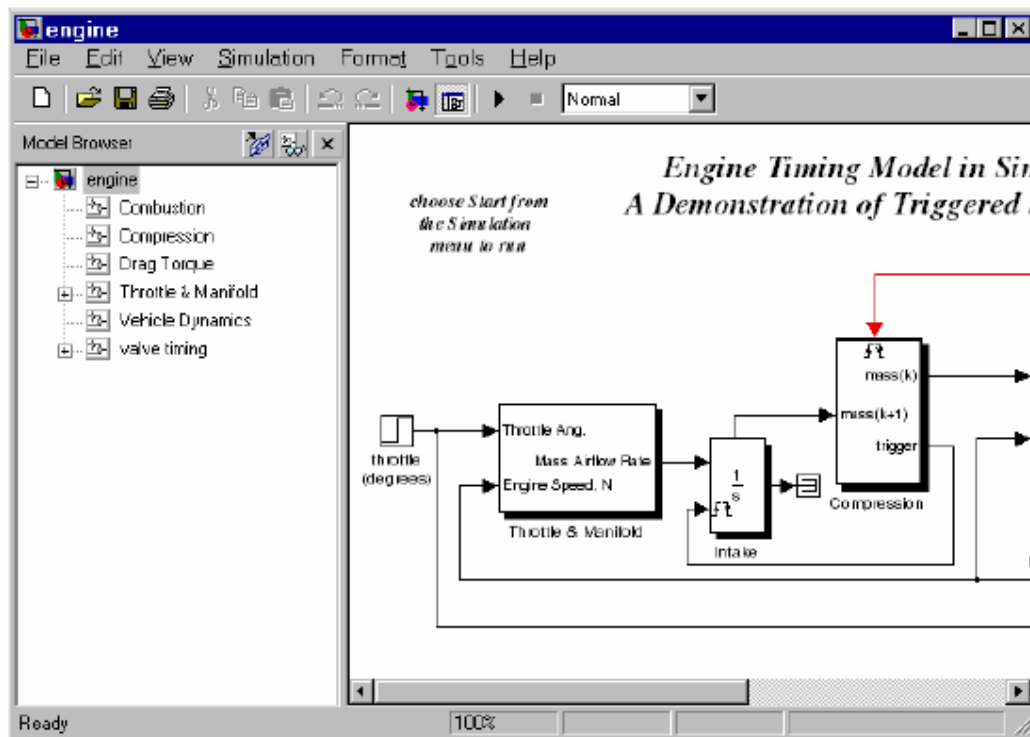 engine
File Edit View Simulation Format Tools Help
Normal
Model Browser
engine
Combustion
Compression
Drag Torque
Throttle & Manifold
Vehicle Dynamics
valve timing
Engine Timing Model in Sin
A Demonstration of Triggered
choose Start from
the Simulation
menu to run
mass(k)
mass(k+1)
trigger
Compression
throttle
(degrees)
Throttle Ang.
Mass Airflow Rate
Engine Speed, N
Throttle & Manifold
1
s
Intake
Ready 100%